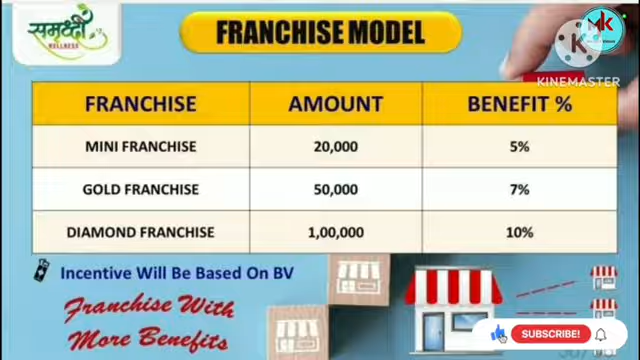 समृध्दी
WELLNESS
FRANCHISE MODEL
MK
K
KINEMASTER
FRANCHISE AMOUNT BENEFIT %
MINI FRANCHISE 20,000 5%
GOLD FRANCHISE 50,000 7%
DIAMOND FRANCHISE 1,00,000 10%
Incentive Will Be Based On BV
Franchise With
More Benefits
SUBSCRIBE!